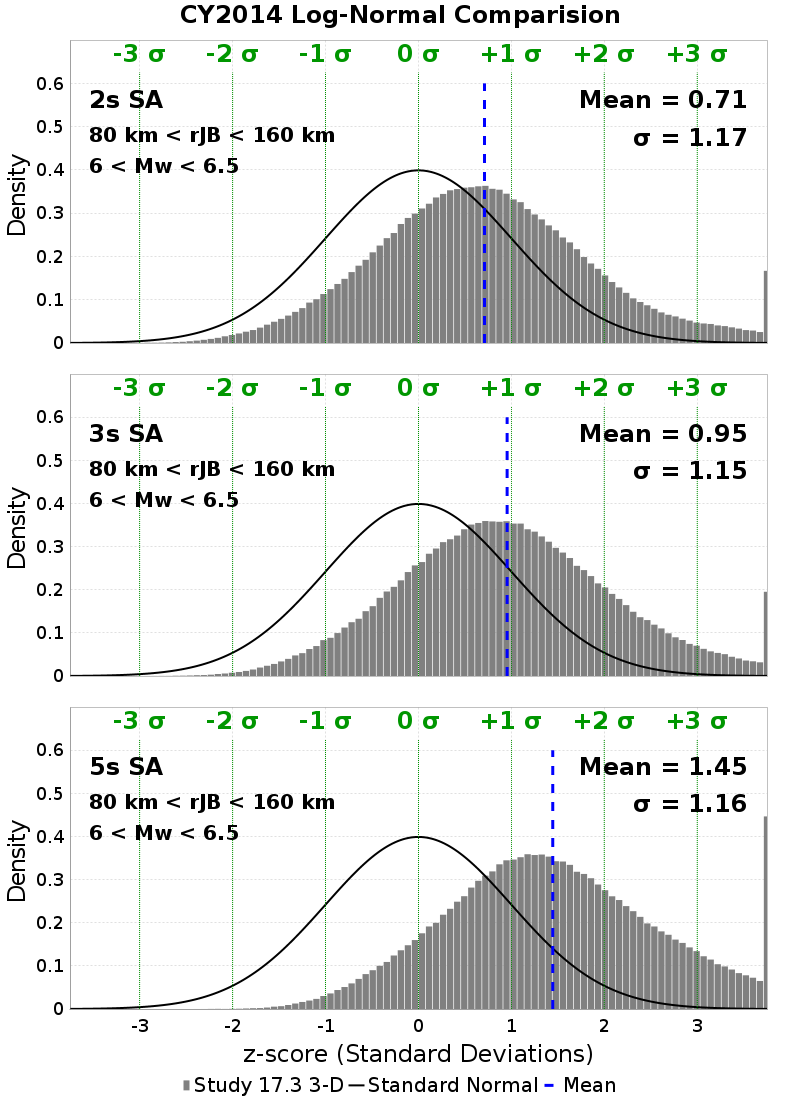 CY2014 Log-Normal Comparision
-3 σ -2 σ -1 σ 0 σ +1 σ +2 σ +3 σ
2s SA
80 km < rJB < 160 km
6 < Mw < 6.5
Mean = 0.71
σ = 1.17
Density
0.6
0.5
0.4
0.3
0.2
0.1
0
-3 σ -2 σ -1 σ 0 σ +1 σ +2 σ +3 σ
3s SA
80 km < rJB < 160 km
6 < Mw < 6.5
Mean = 0.95
σ = 1.15
Density
0.6
0.5
0.4
0.3
0.2
0.1
0
-3 σ -2 σ -1 σ 0 σ +1 σ +2 σ +3 σ
5s SA
80 km < rJB < 160 km
6 < Mw < 6.5
Mean = 1.45
σ = 1.16
Density
0.6
0.5
0.4
0.3
0.2
0.1
0
-3 -2 -1 0 1 2 3
z-score (Standard Deviations)
Study 17.3 3-D Standard Normal Mean